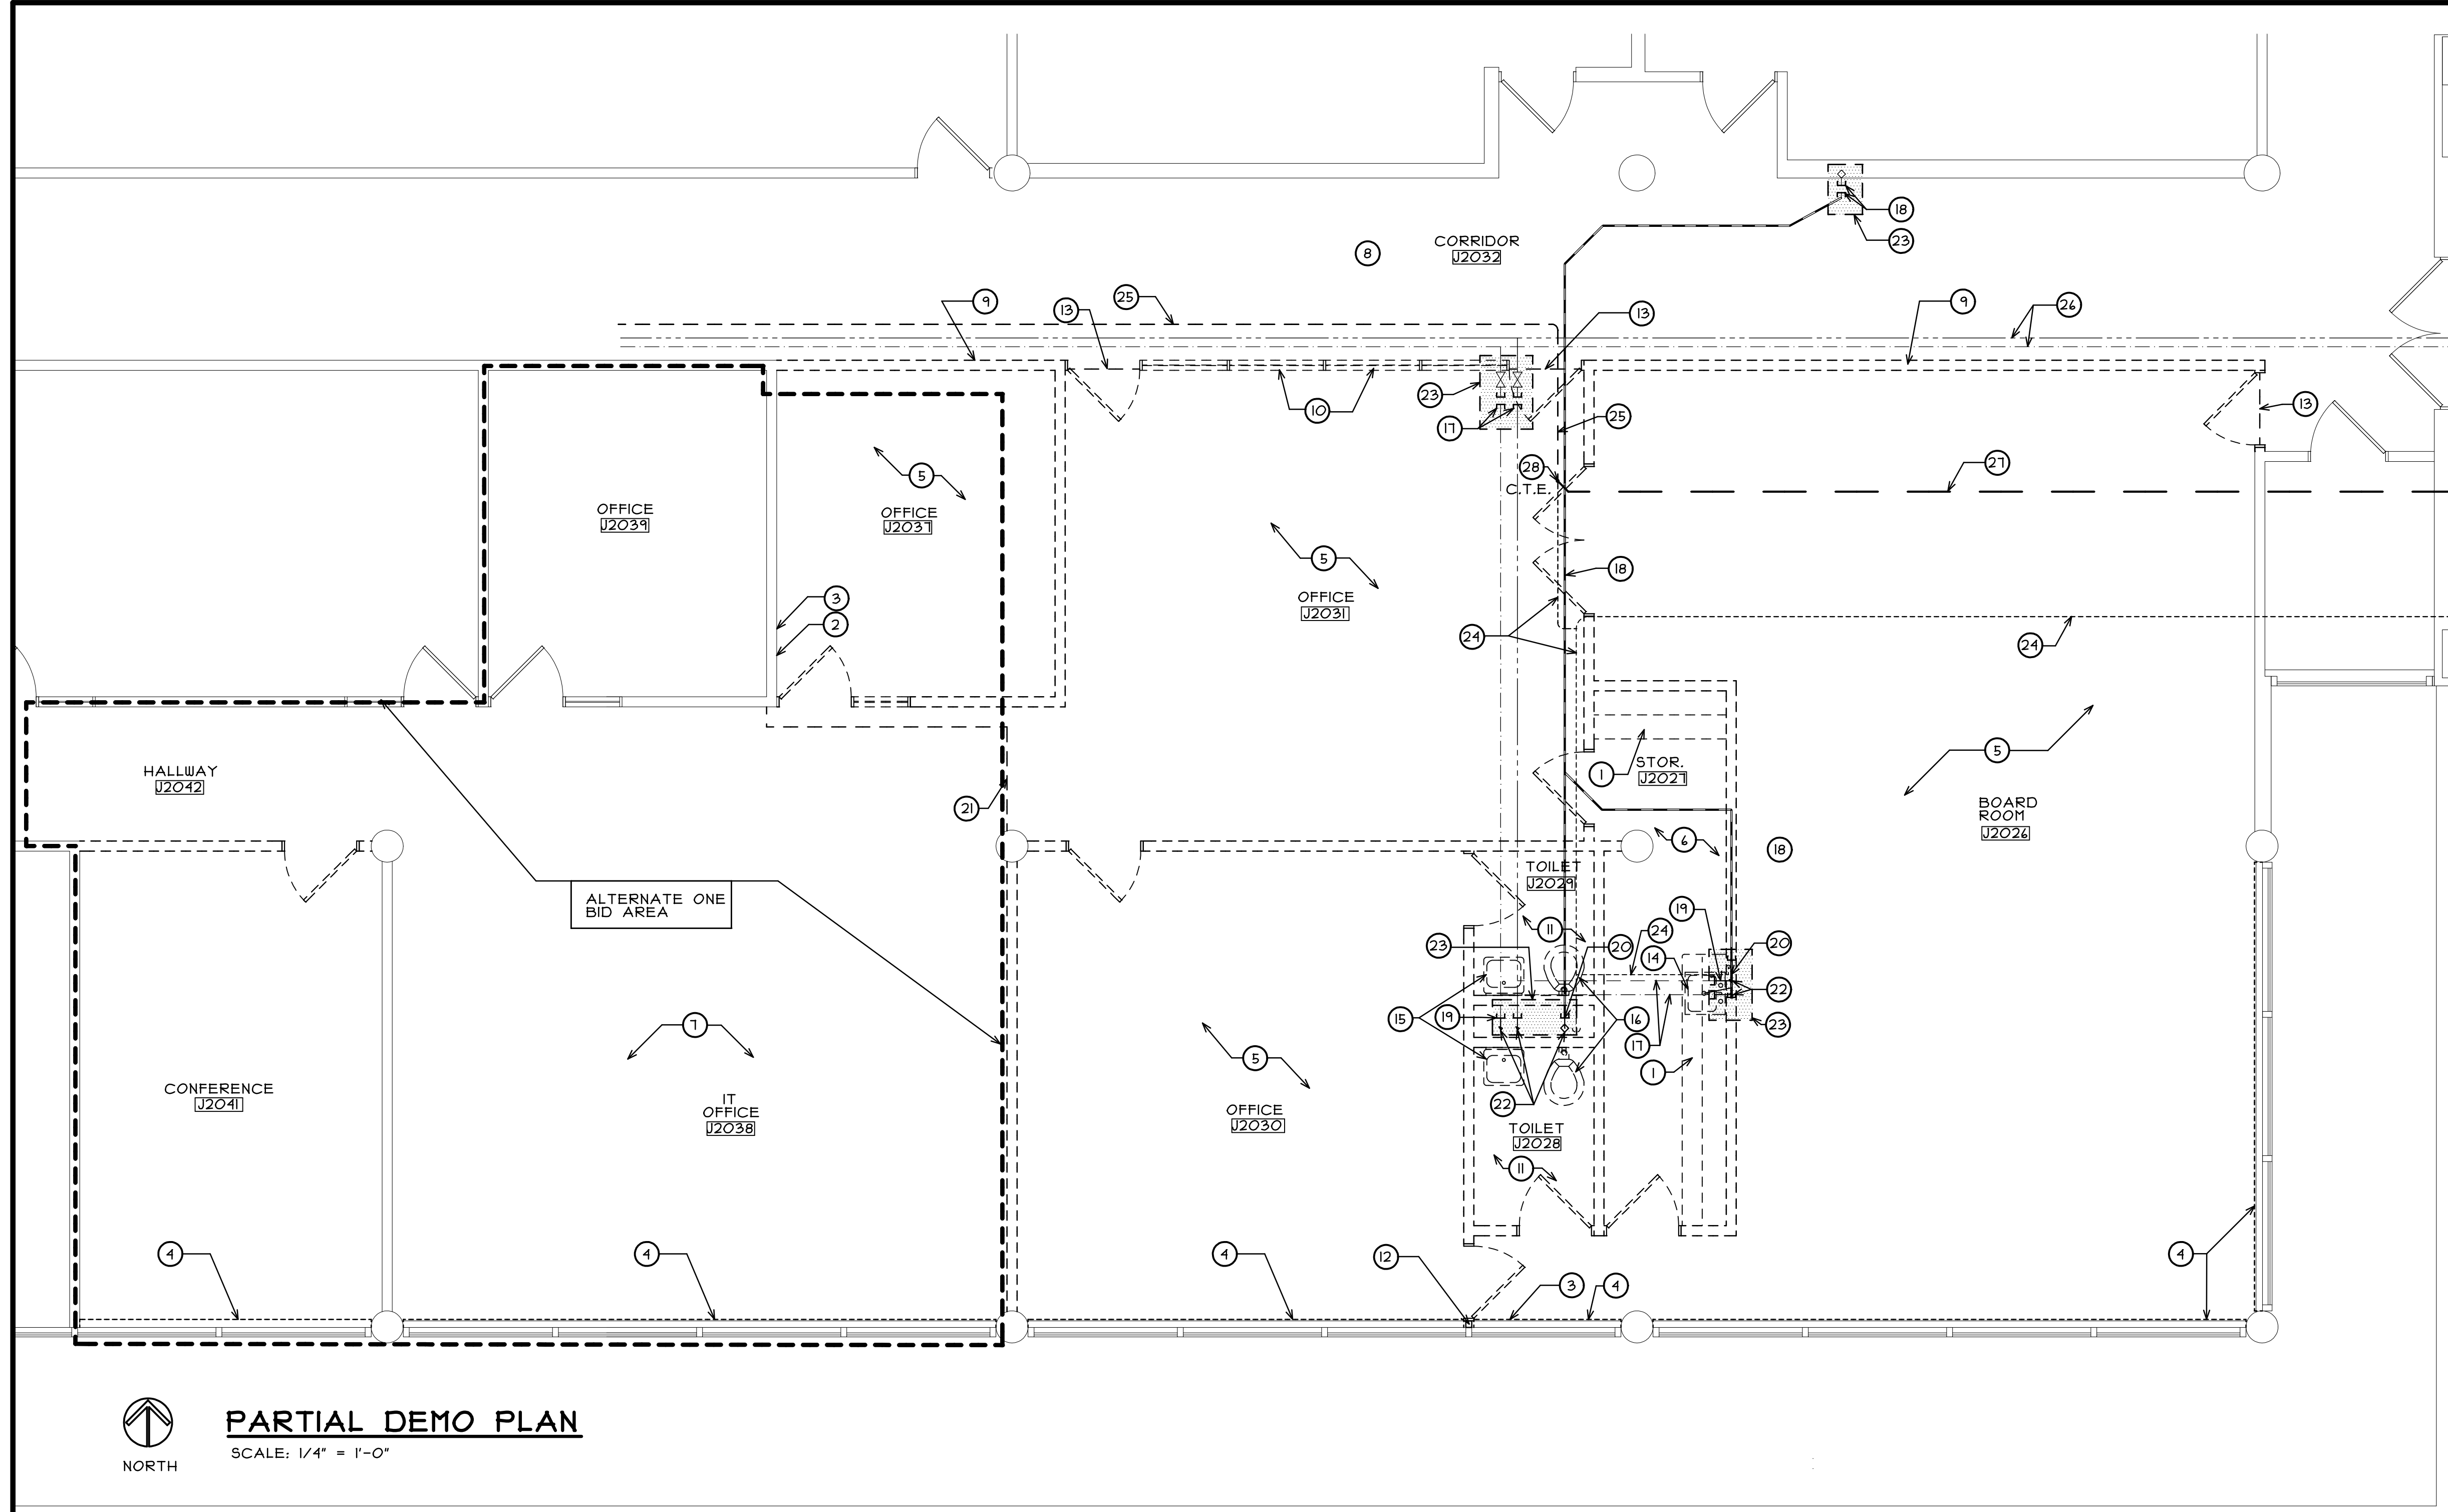 18
23
CORRIDOR
J2032
8
9
13
25
13
9
26
23
10
17
25
13
28
C.T.E.
27
5
OFFICE
J2039
OFFICE
J2037
5
OFFICE
J2031
18
3
2
24
24
HALLWAY
J2042
21
1
STOR.
J2027
5
BOARD
ROOM
J2026
6
18
TOILET
J2029
ALTERNATE ONE
BID AREA
19
11
24
23
20
14
20
22
15
19
16
23
17
7
5
1
CONFERENCE
J2041
IT
OFFICE
J2038
OFFICE
J2030
22
TOILET
J2028
11
4
4
4
12
3
4
4
NORTH
PARTIAL DEMO PLAN
SCALE: 1/4" = 1'-0"